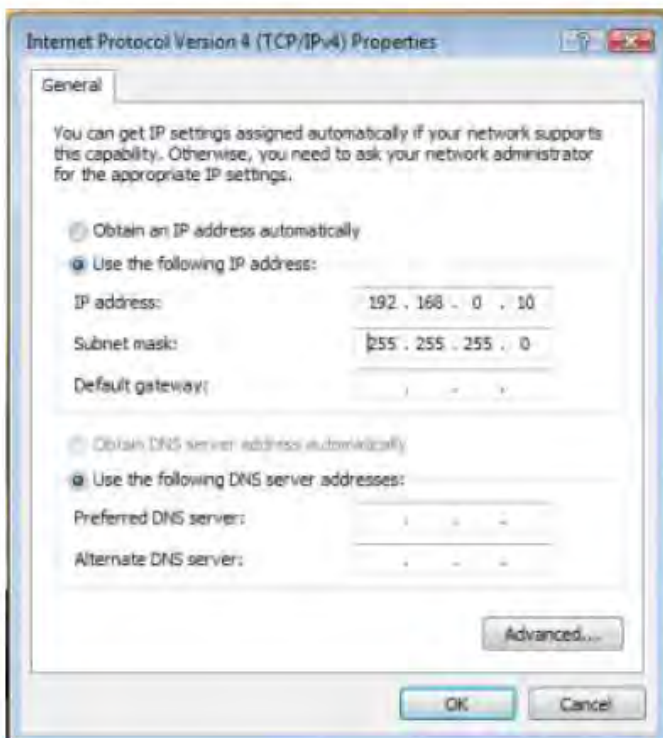 Internet Protocol Version 4 (TCP/IPv4) Properties
General
You can get IP settings assigned automatically if your network supports
this capability. Otherwise, you need to ask your network administrator
for the appropriate IP settings.
Obtain an IP address automatically
Use the following IP address:
IP address: 192 . 168 . 0 . 10
Subnet mask: 255 . 255 . 255 . 0
Default gateway: . . .
Obtain DNS server address automatically
Use the following DNS server addresses:
Preferred DNS server: . . .
Alternate DNS server: . . .
Advanced...
OK Cancel